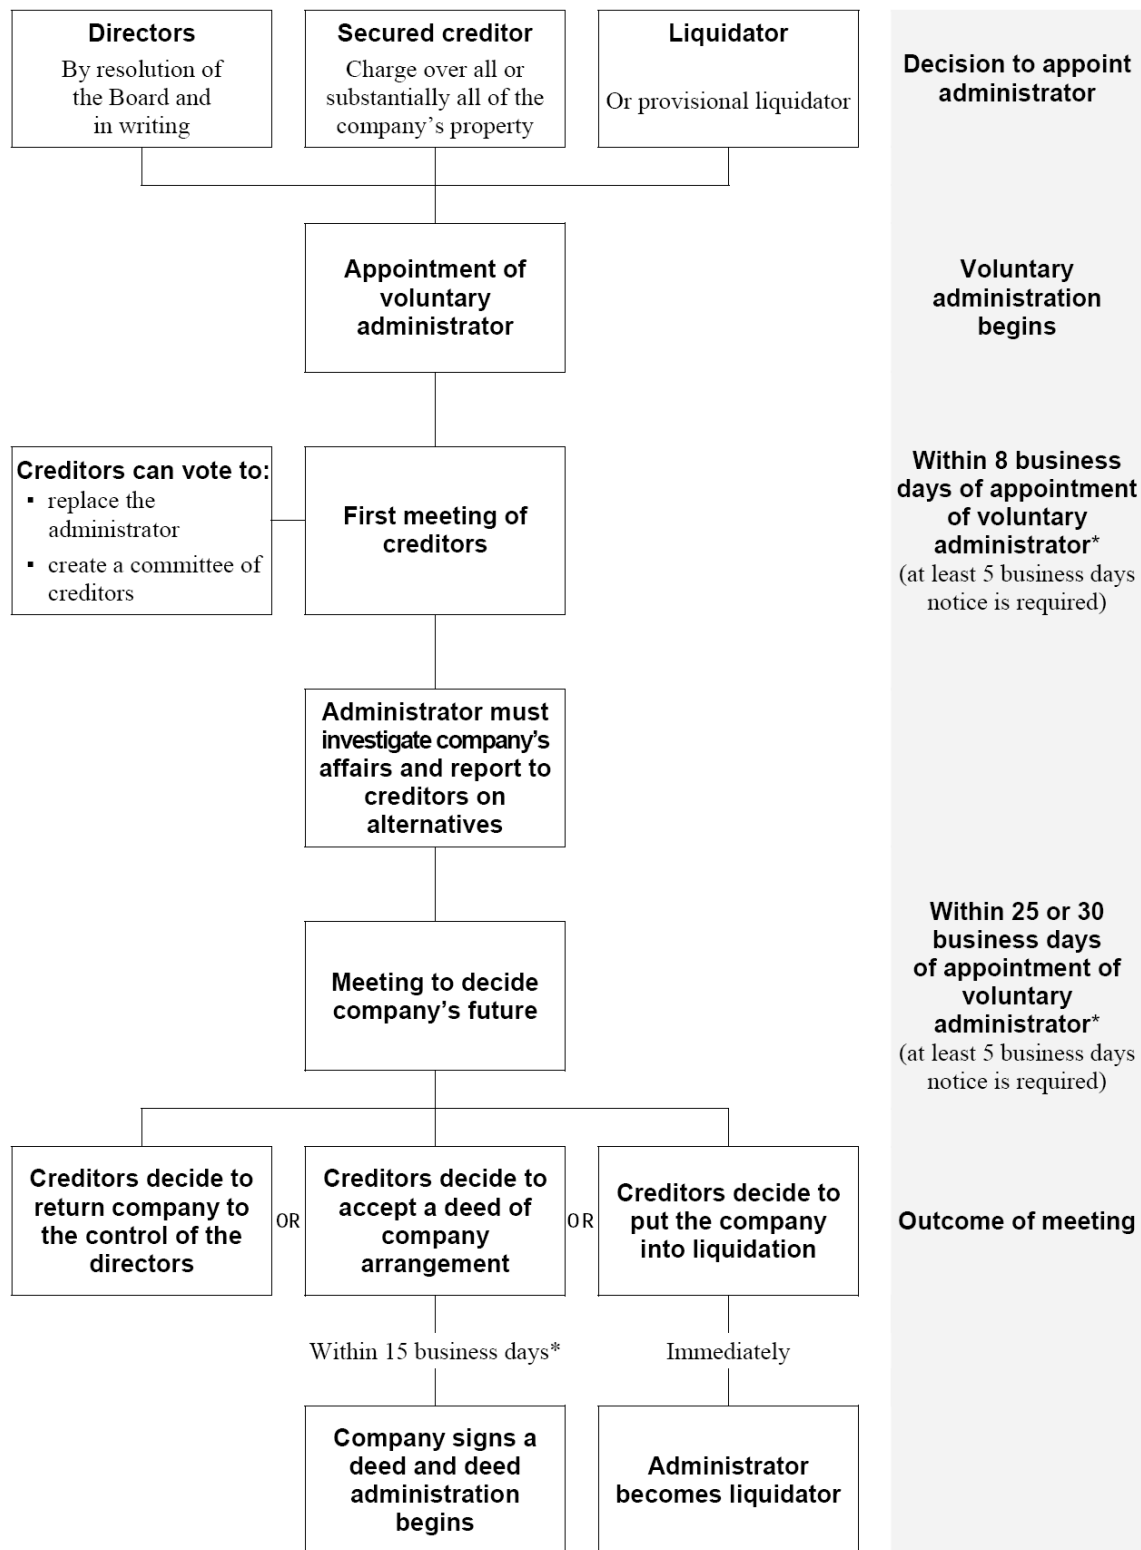 Directors
By resolution of
the Board and
in writing
Secured creditor
Charge over all or
substantially all of the
company's property
Liquidator
Or provisional liquidator
Decision to appoint
administrator
Appointment of
voluntary
administrator
Voluntary
administration
begins
Creditors can vote to:
▪ replace the
administrator
▪ create a committee of
creditors
First meeting of
creditors
Within 8 business
days of appointment
of voluntary
administrator*
(at least 5 business days
notice is required)
Administrator must
investigate company's
affairs and report to
creditors on
alternatives
Meeting to decide
company's future
Within 25 or 30
business days
of appointment of
voluntary
administrator*
(at least 5 business days
notice is required)
Creditors decide to
return company to
the control of the
directors
OR
Creditors decide to
accept a deed of
company
arrangement
OR
Creditors decide to
put the company
into liquidation
Outcome of meeting
Within 15 business days*
Immediately
Company signs a
deed and deed
administration
begins
Administrator
becomes liquidator